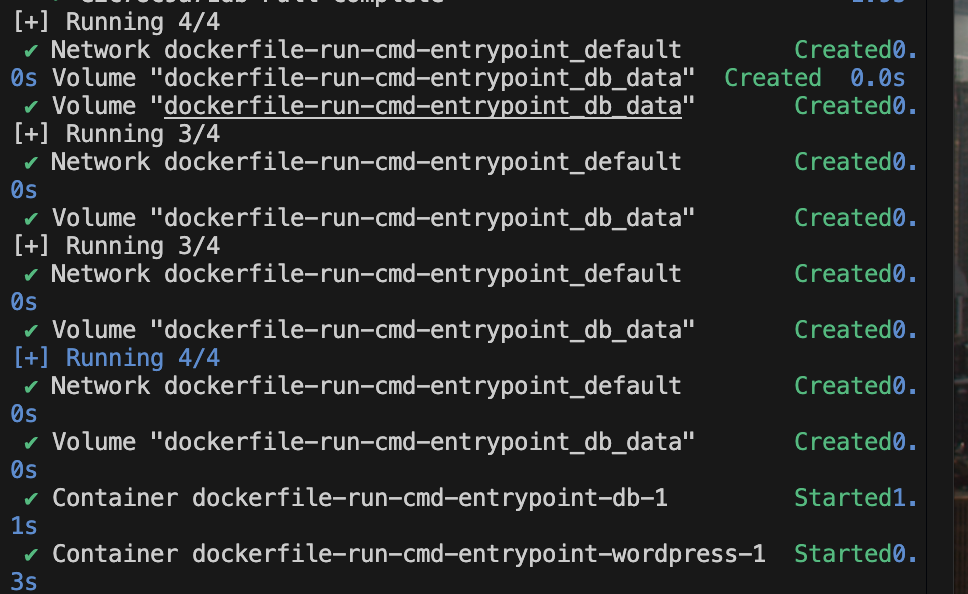 [+] Running 4/4
✔ Network dockerfile-run-cmd-entrypoint_default Created0.
0s Volume "dockerfile-run-cmd-entrypoint_db_data" Created 0.0s
✔ Volume "dockerfile-run-cmd-entrypoint_db_data" Created0.
[+] Running 3/4
✔ Network dockerfile-run-cmd-entrypoint_default Created0.
0s
✔ Volume "dockerfile-run-cmd-entrypoint_db_data" Created0.
[+] Running 3/4
✔ Network dockerfile-run-cmd-entrypoint_default Created0.
0s
✔ Volume "dockerfile-run-cmd-entrypoint_db_data" Created0.
[+] Running 4/4
✔ Network dockerfile-run-cmd-entrypoint_default Created0.
0s
✔ Volume "dockerfile-run-cmd-entrypoint_db_data" Created0.
0s
✔ Container dockerfile-run-cmd-entrypoint-db-1 Started1.
1s
✔ Container dockerfile-run-cmd-entrypoint-wordpress-1 Started0.
3s